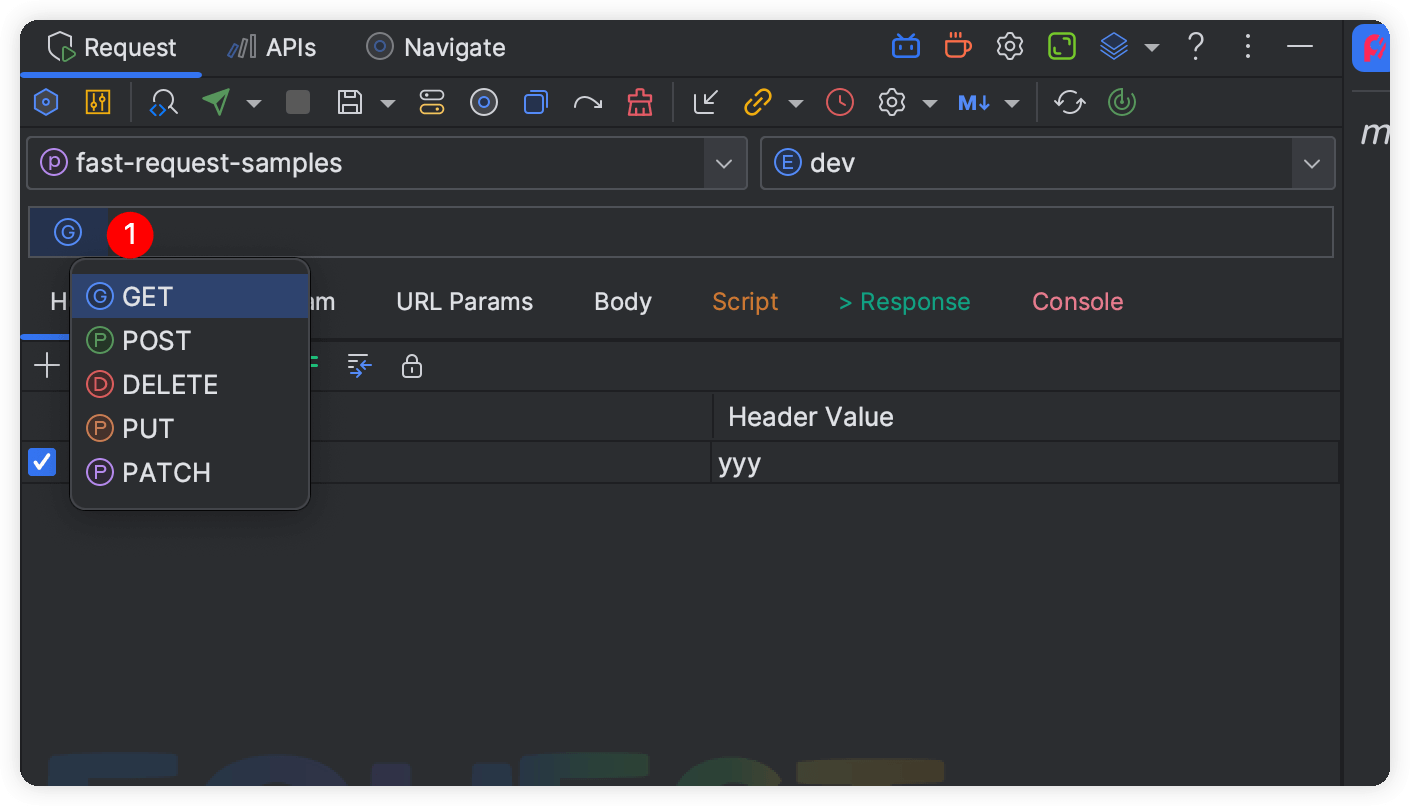 Request APIs Navigate
M↓
m
P fast-request-samples E dev
G 1
G GET
H am URL Params Body Script > Response Console
P POST
D DELETE
Header Value
P PUT
yyy
P PATCH